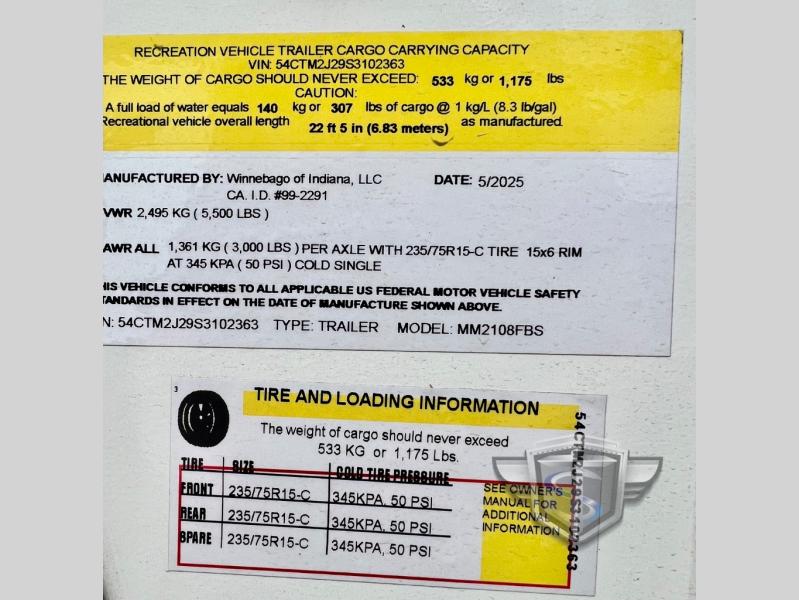 RECREATION VEHICLE TRAILER CARGO CARRYING CAPACITY
VIN: 54CTM2J29S3102363
THE WEIGHT OF CARGO SHOULD NEVER EXCEED: 533 kg or 1,175 lbs
CAUTION:
A full load of water equals 140 kg or 307 lbs of cargo @ 1 kg/L (8.3 lb/gal)
Recreational vehicle overall length 22 ft 5 in (6.83 meters) as manufactured.
ANUFACTURED BY: Winnebago of Indiana, LLC DATE: 5/2025
CA. I.D. #99-2291
VWR 2,495 KG ( 5,500 LBS )
AWR ALL 1,361 KG ( 3,000 LBS ) PER AXLE WITH 235/75R15-C TIRE 15x6 RIM
AT 345 KPA ( 50 PSI ) COLD SINGLE
HIS VEHICLE CONFORMS TO ALL APPLICABLE US FEDERAL MOTOR VEHICLE SAFETY
TANDARDS IN EFFECT ON THE DATE OF MANUFACTURE SHOWN ABOVE.
N: 54CTM2J29S3102363 TYPE: TRAILER MODEL: MM2108FBS
3
TIRE AND LOADING INFORMATION
The weight of cargo should never exceed
533 KG or 1,175 Lbs.
TIRE SIZE COLD TIRE PRESSURE
FRONT 235/75R15-C 345KPA, 50 PSI
REAR 235/75R15-C 345KPA, 50 PSI
SPARE 235/75R15-C 345KPA, 50 PSI
SEE OWNER'S
MANUAL FOR
ADDITIONAL
INFORMATION
54CTM2J29S3102363